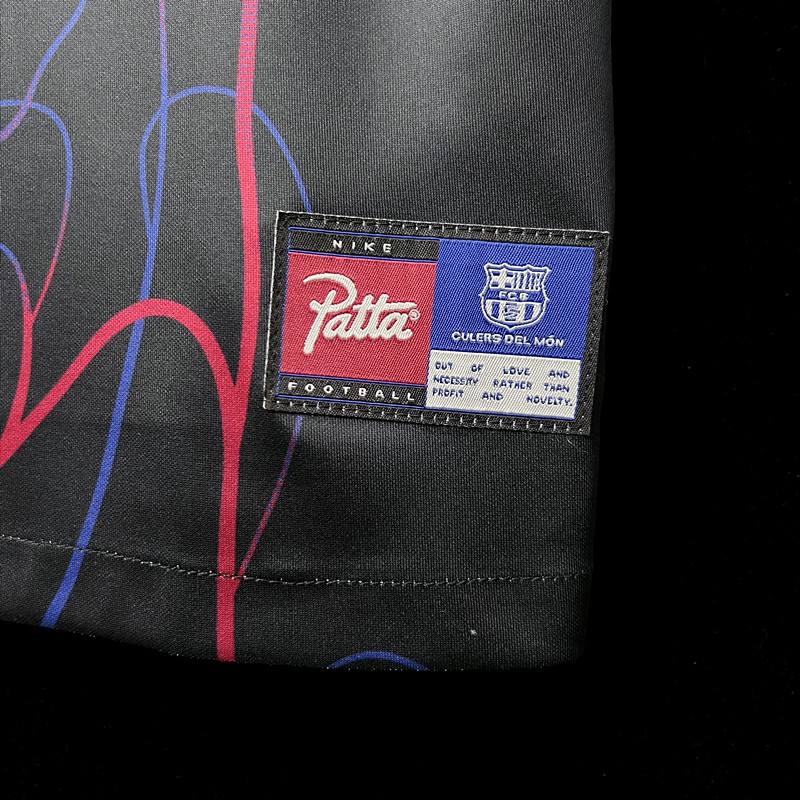 NIKE
Patta®
FOOTBALL
FCB
CULERS DEL MÓN
OUT OF LOVE AND
NECESSITY RATHER THAN
PROFIT AND NOVELTY.